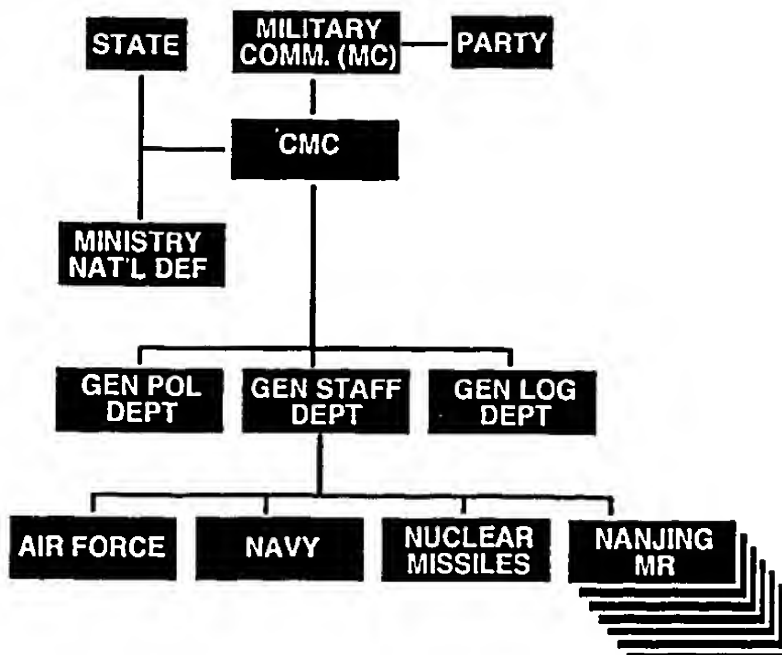 STATE
MILITARY
COMM. (MC)
PARTY
CMC
MINISTRY
NAT'L DEF
GEN POL
DEPT
GEN STAFF
DEPT
GEN LOG
DEPT
AIR FORCE
NAVY
NUCLEAR
MISSILES
NANJING
MR